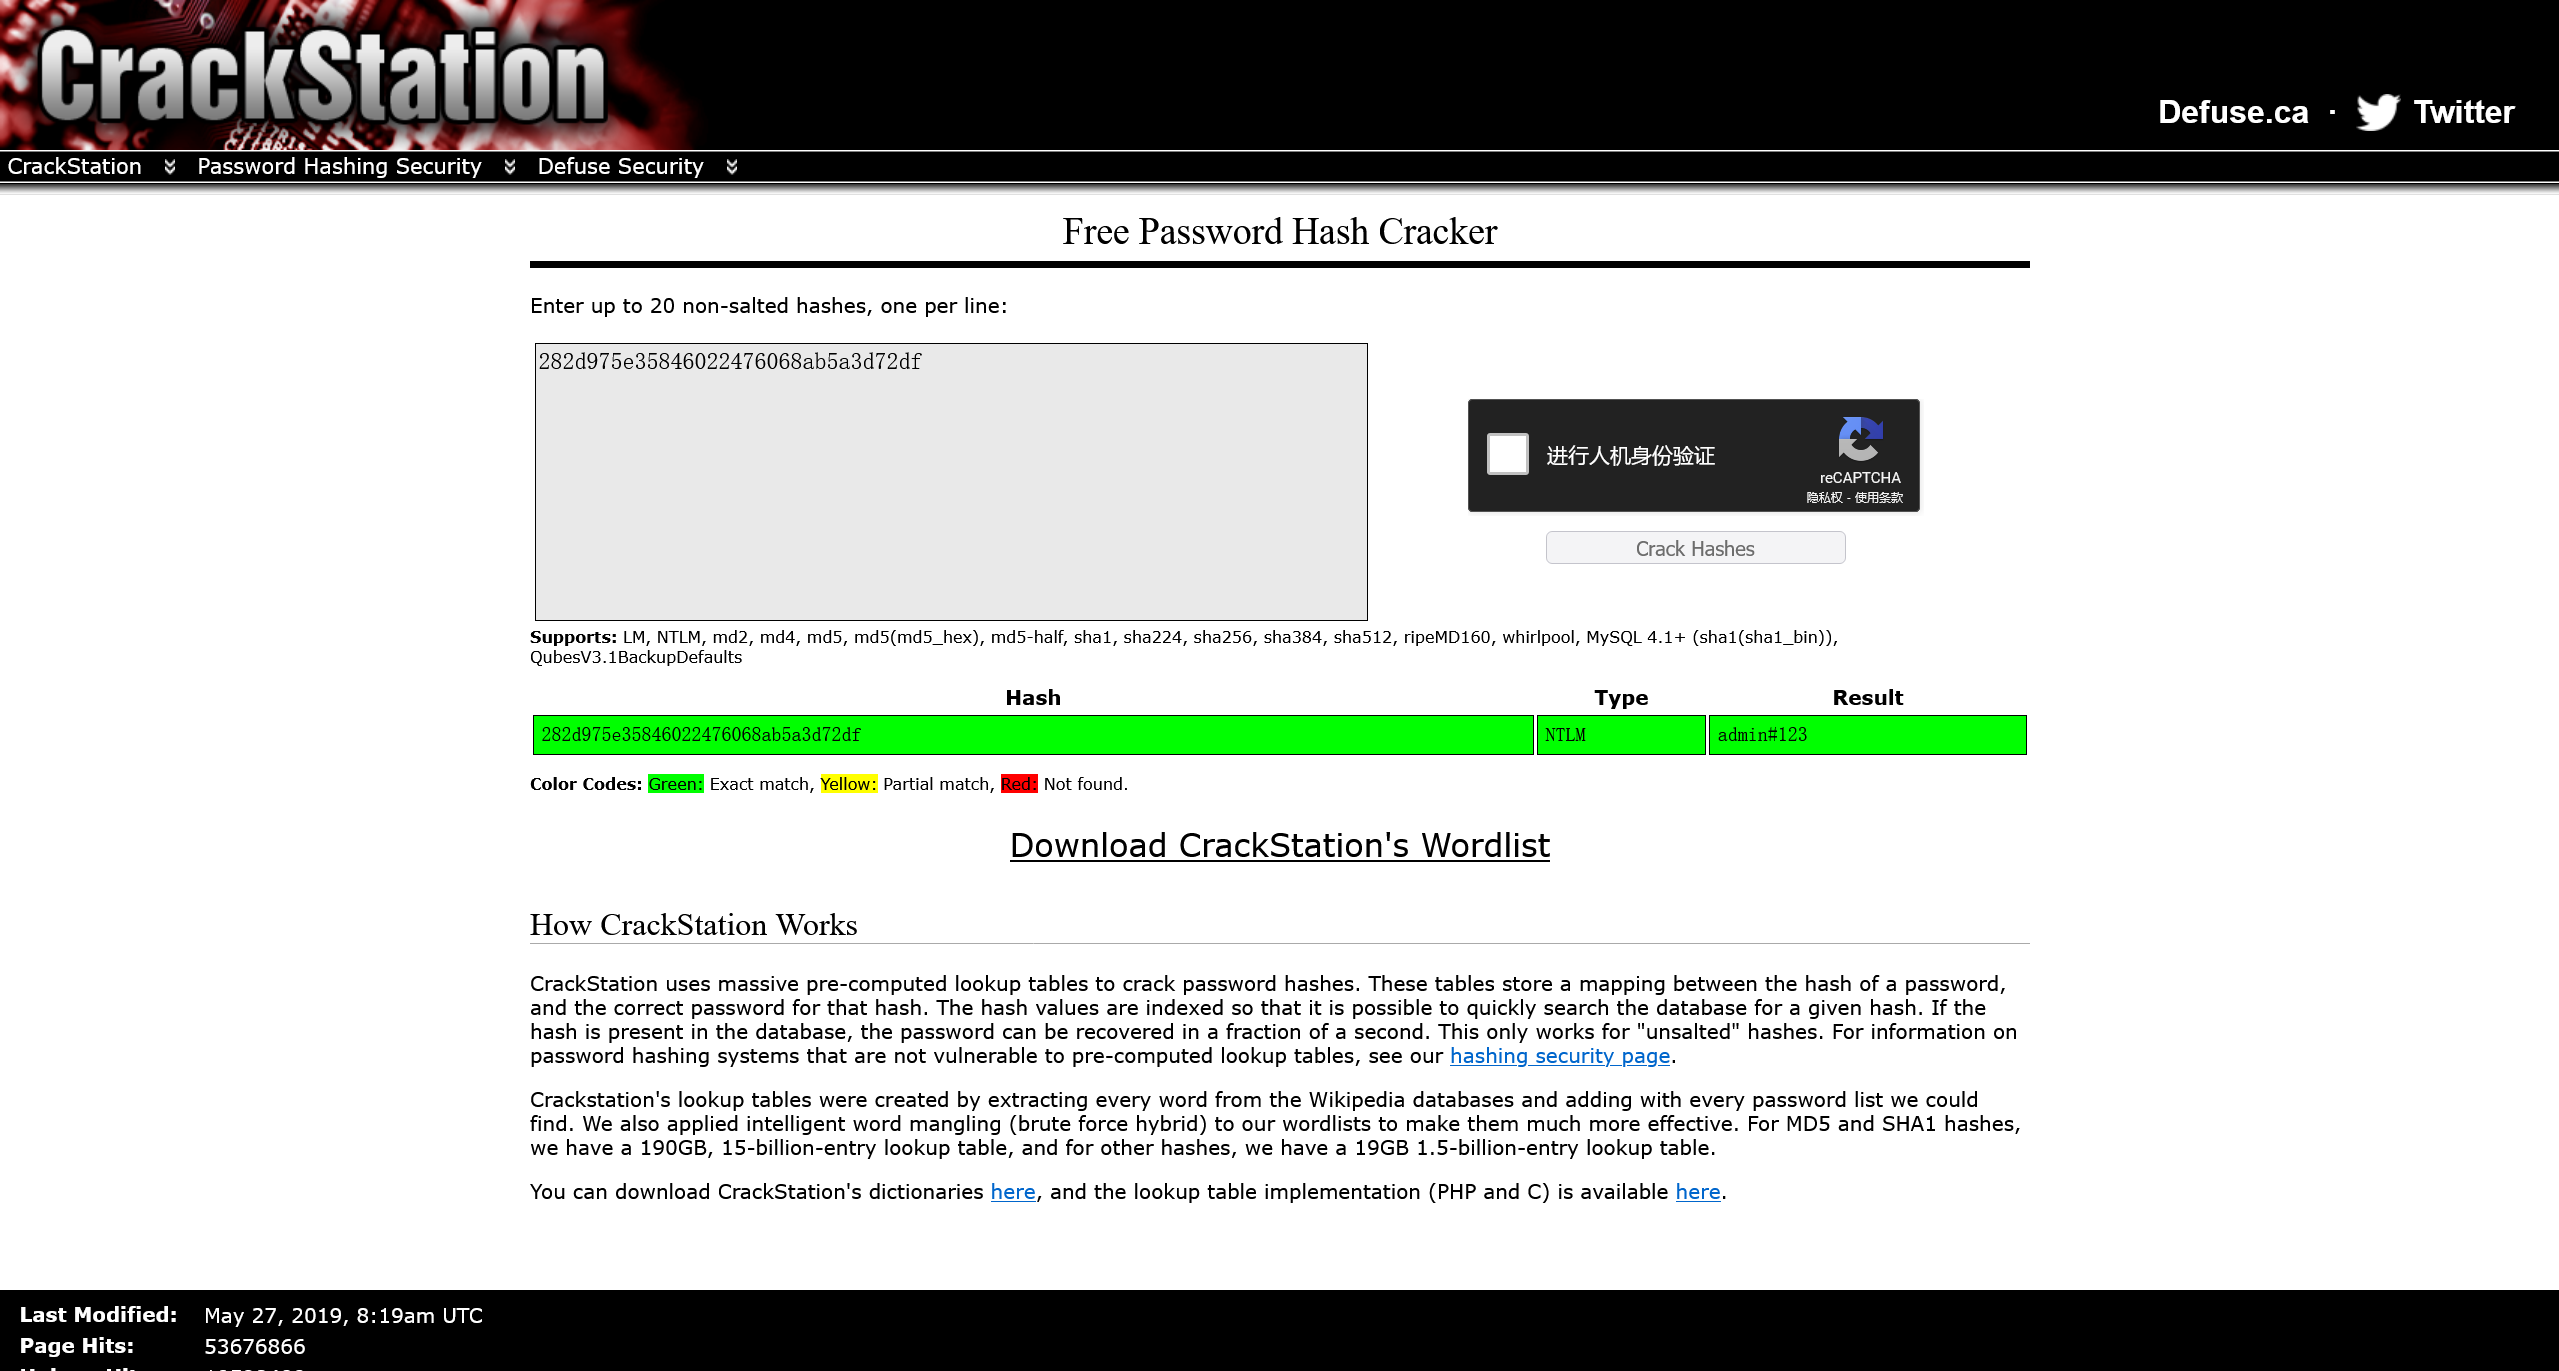 CrackStation
Defuse.ca · Twitter
CrackStation Password Hashing Security Defuse Security
Free Password Hash Cracker
Enter up to 20 non-salted hashes, one per line:
282d975e35846022476068ab5a3d72df
进行人机身份验证
reCAPTCHA
隐私权 - 使用条款
Crack Hashes
Supports: LM, NTLM, md2, md4, md5, md5(md5_hex), md5-half, sha1, sha224, sha256, sha384, sha512, ripeMD160, whirlpool, MySQL 4.1+ (sha1(sha1_bin)),
QubesV3.1BackupDefaults
Hash Type Result
282d975e35846022476068ab5a3d72df NTLM admin#123
Color Codes: Green: Exact match, Yellow: Partial match, Red: Not found.
Download CrackStation's Wordlist
How CrackStation Works
CrackStation uses massive pre-computed lookup tables to crack password hashes. These tables store a mapping between the hash of a password,
and the correct password for that hash. The hash values are indexed so that it is possible to quickly search the database for a given hash. If the
hash is present in the database, the password can be recovered in a fraction of a second. This only works for "unsalted" hashes. For information on
password hashing systems that are not vulnerable to pre-computed lookup tables, see our hashing security page.
Crackstation's lookup tables were created by extracting every word from the Wikipedia databases and adding with every password list we could
find. We also applied intelligent word mangling (brute force hybrid) to our wordlists to make them much more effective. For MD5 and SHA1 hashes,
we have a 190GB, 15-billion-entry lookup table, and for other hashes, we have a 19GB 1.5-billion-entry lookup table.
You can download CrackStation's dictionaries here, and the lookup table implementation (PHP and C) is available here.
Last Modified: May 27, 2019, 8:19am UTC
Page Hits: 53676866